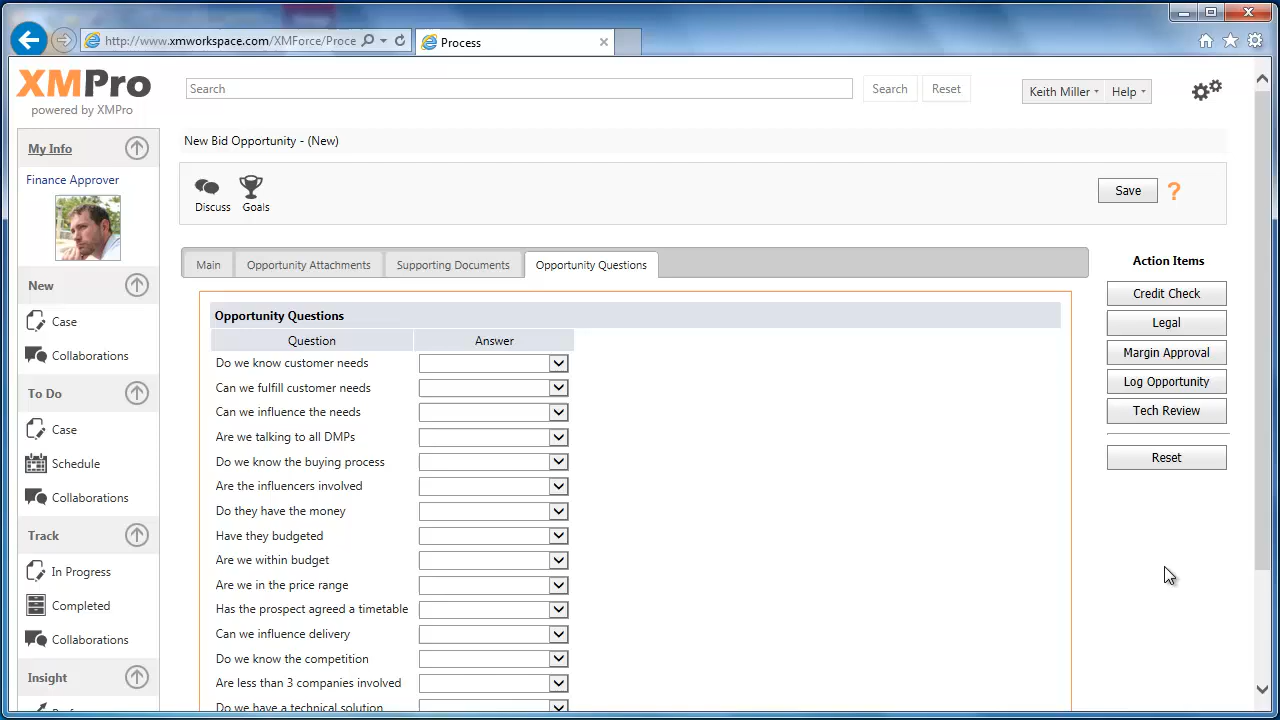 http://www.xmworkspace.com/XMForce/Proce
Process
XMPro
powered by XMPro
Search
Search
Reset
Keith Miller
Help
My Info
Finance Approver
New
Case
Collaborations
To Do
Case
Schedule
Collaborations
Track
In Progress
Completed
Collaborations
Insight
New Bid Opportunity - (New)
Discuss
Goals
Save
?
Main
Opportunity Attachments
Supporting Documents
Opportunity Questions
Opportunity Questions
Question Answer
Do we know customer needs
Can we fulfill customer needs
Can we influence the needs
Are we talking to all DMPs
Do we know the buying process
Are the influencers involved
Do they have the money
Have they budgeted
Are we within budget
Are we in the price range
Has the prospect agreed a timetable
Can we influence delivery
Do we know the competition
Are less than 3 companies involved
Do we have a technical solution
Action Items
Credit Check
Legal
Margin Approval
Log Opportunity
Tech Review
Reset